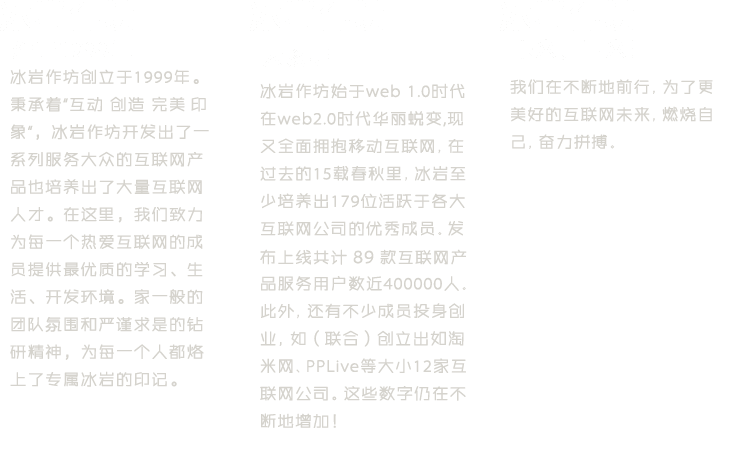 冰岩作坊创立于1999年。
秉承着“互动 创造 完美 印
象”，冰岩作坊开发出了一
系列服务大众的互联网产
品也培养出了大量互联网
人才。在这里，我们致力
为每一个热爱互联网的成
员提供最优质的学习、生
活、开发环境。家一般的
团队氛围和严谨求是的钻
研精神，为每一个人都烙
上了专属冰岩的印记。
冰岩作坊始于web 1.0时代
在web2.0时代华丽蜕变,现
又全面拥抱移动互联网，在
过去的15载春秋里，冰岩至
少培养出179位活跃于各大
互联网公司的优秀成员．发
布上线共计 89 款互联网产
品服务用户数近400000人．
此外，还有不少成员投身创
业，如（联合）创立出如淘
米网、PPLive等大小12家互
联网公司。这些数字仍在不
断地增加！
我们在不断地前行，为了更
美好的互联网未来，燃烧自
己，奋力拼搏。